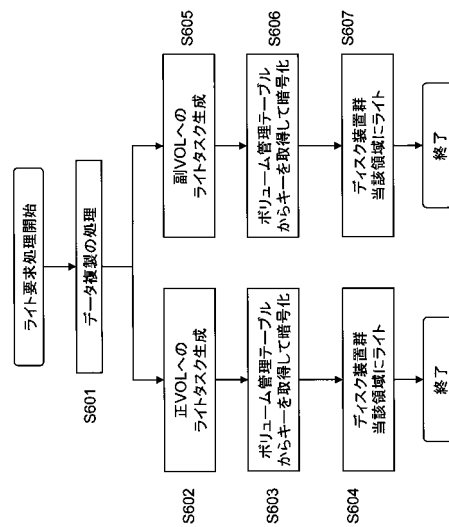 ライト要求処理開始
データ複製の処理
S601
正VOLへの
ライトタスク生成
S602
ボリューム管理テーブル
からキーを取得して暗号化
S603
ディスク装置群
当該領域にライト
S604
終了
副VOLへの
ライトタスク生成
S605
ボリューム管理テーブル
からキーを取得して暗号化
S606
ディスク装置群
当該領域にライト
S607
終了